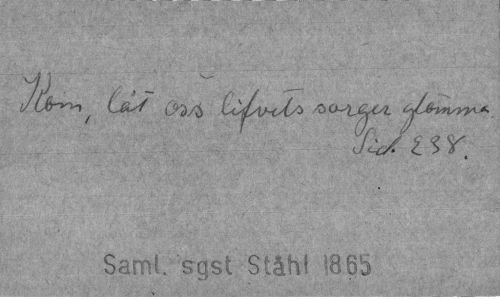 Kom, låt oss lifvets sorger glömma.
Sid. 238.
Saml. sgst Ståhl 1865